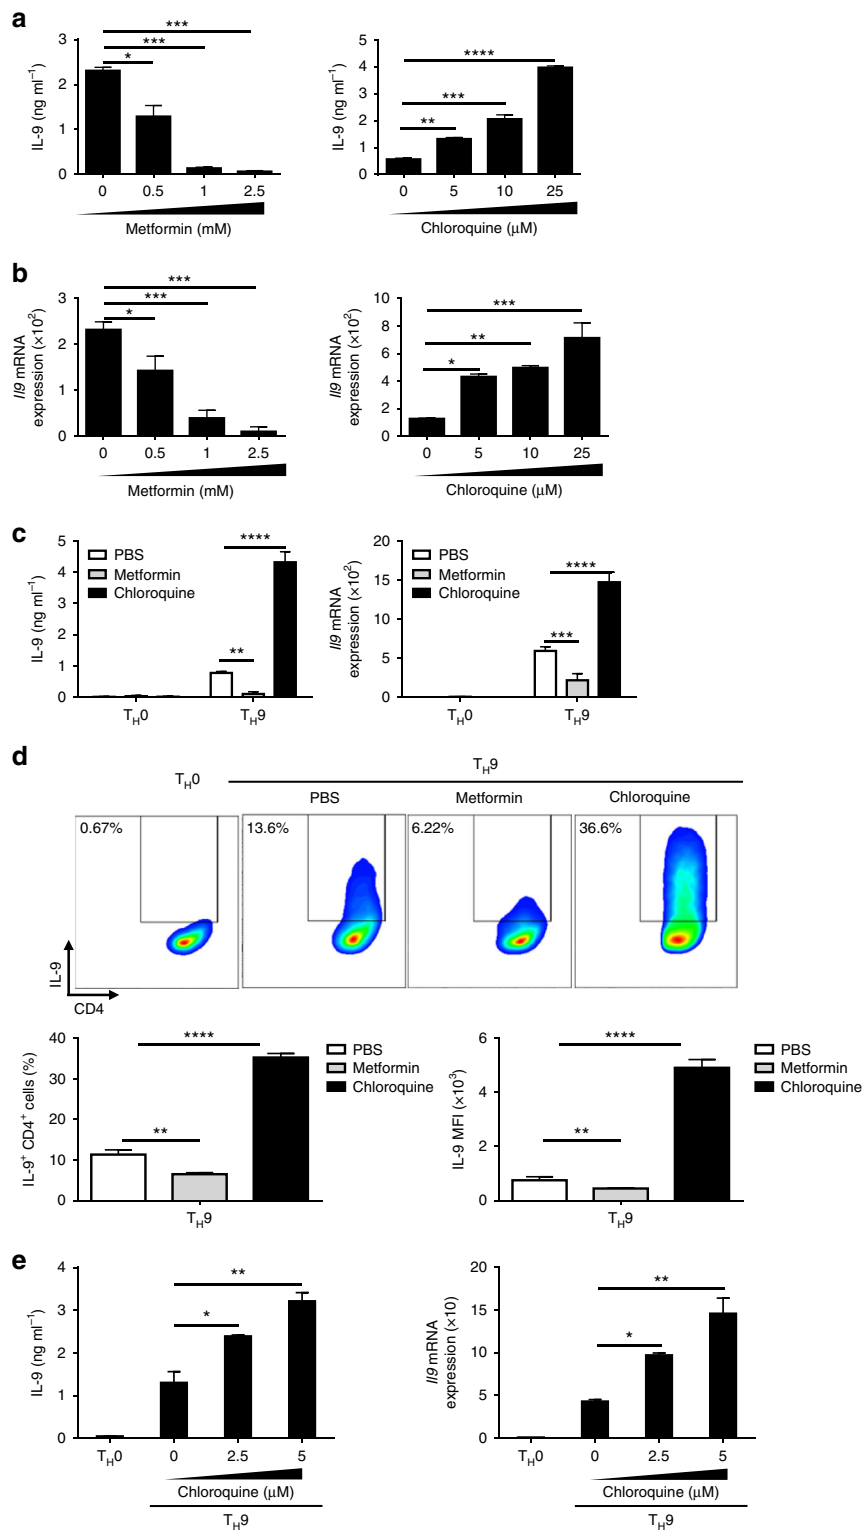 a
***
***
*
3
2
1
0
IL-9 (ng ml⁻¹)
0 0.5 1 2.5
Metformin (mM)
****
***
**
5
4
3
2
1
0
IL-9 (ng ml⁻¹)
0 5 10 25
Chloroquine (μM)
b
***
***
*
3
2
1
0
Il9 mRNA
expression (×10²)
0 0.5 1 2.5
Metformin (mM)
***
**
*
10
8
6
4
2
0
Il9 mRNA
expression (×10²)
0 5 10 25
Chloroquine (μM)
c
5
4
3
2
1
0
IL-9 (ng ml⁻¹)
PBS
Metformin
Chloroquine
****
**
TH0 TH9
20
15
10
5
0
Il9 mRNA
expression (×10²)
PBS
Metformin
Chloroquine
****
***
TH0 TH9
d
TH0
TH9
PBS Metformin Chloroquine
0.67% 13.6% 6.22% 36.6%
IL-9
CD4
40
30
20
10
0
IL-9⁺ CD4⁺ cells (%)
****
**
PBS
Metformin
Chloroquine
TH9
6
4
2
0
IL-9 MFI (×10³)
****
**
PBS
Metformin
Chloroquine
TH9
e
4
3
2
1
0
IL-9 (ng ml⁻¹)
**
*
TH0 0 2.5 5
Chloroquine (μM)
TH9
20
15
10
5
0
Il9 mRNA
expression (×10)
**
*
TH0 0 2.5 5
Chloroquine (μM)
TH9